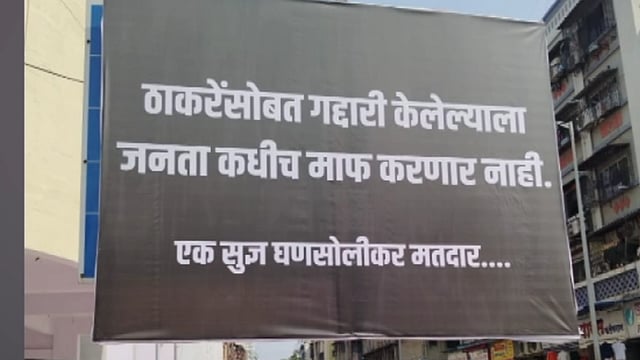 ठाकरेंसोबत गद्दारी केलेल्याला
जनता कधीच माफ करणार नाही.
एक सुज्ञ घणसोलीकर मतदार....